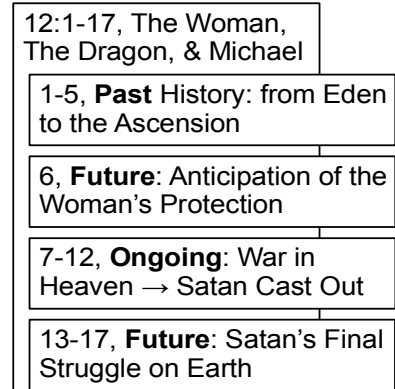 12:1-17, The Woman,
The Dragon, & Michael
1-5, Past History: from Eden
to the Ascension
6, Future: Anticipation of the
Woman's Protection
7-12, Ongoing: War in
Heaven → Satan Cast Out
13-17, Future: Satan's Final
Struggle on Earth